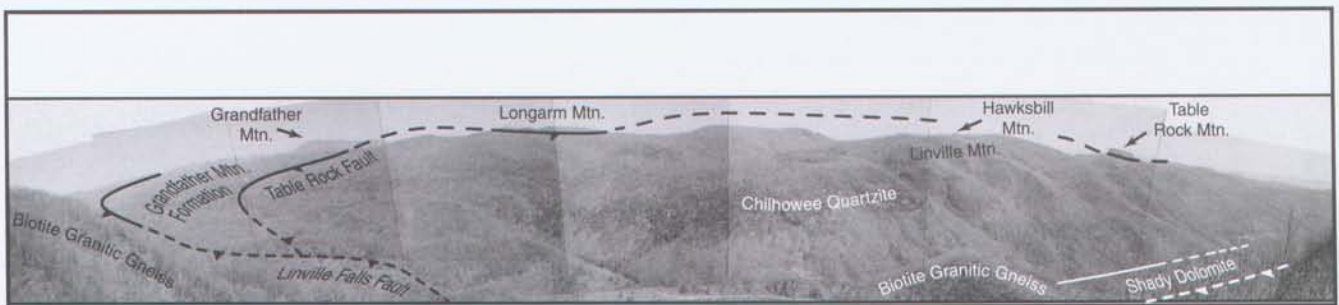 Grandfather
Mtn.
Longarm Mtn.
Hawksbill
Mtn.
Table
Rock Mtn.
Grandfather Mtn.
Formation
Table Rock Fault
Linville Mtn.
Chilhowee Quartzite
Biotite Granitic Gneiss
Linville Falls Fault
Biotite Granitic Gneiss
Shady Dolomite